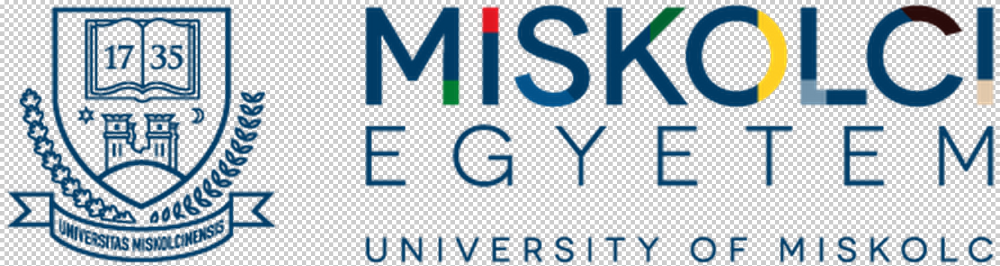 17 35
UNIVERSITAS MISKOLCINENSIS
MISKOLCI
EGYETEM
UNIVERSITY OF MISKOLC